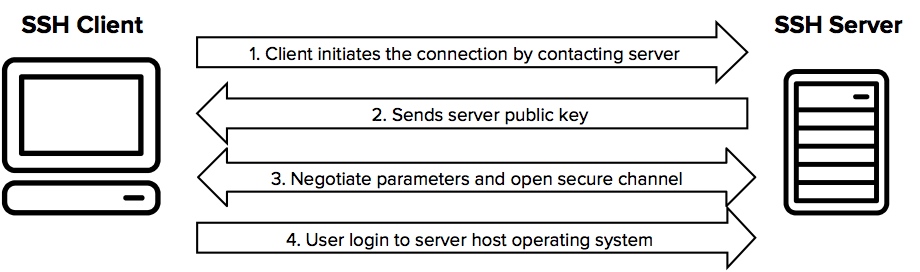 SSH Client
SSH Server
1. Client initiates the connection by contacting server
2. Sends server public key
3. Negotiate parameters and open secure channel
4. User login to server host operating system